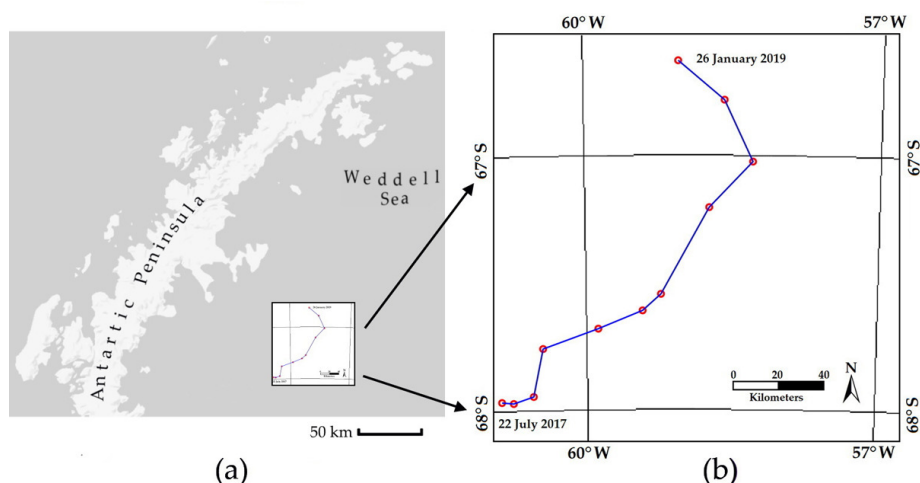 Antartic Peninsula
Weddell
Sea
50 km
(a)
60°W
57°W
26 January 2019
67°S
67°S
N
0 20 40
Kilometers
68°S
68°S
22 July 2017
60°W
57°W
(b)